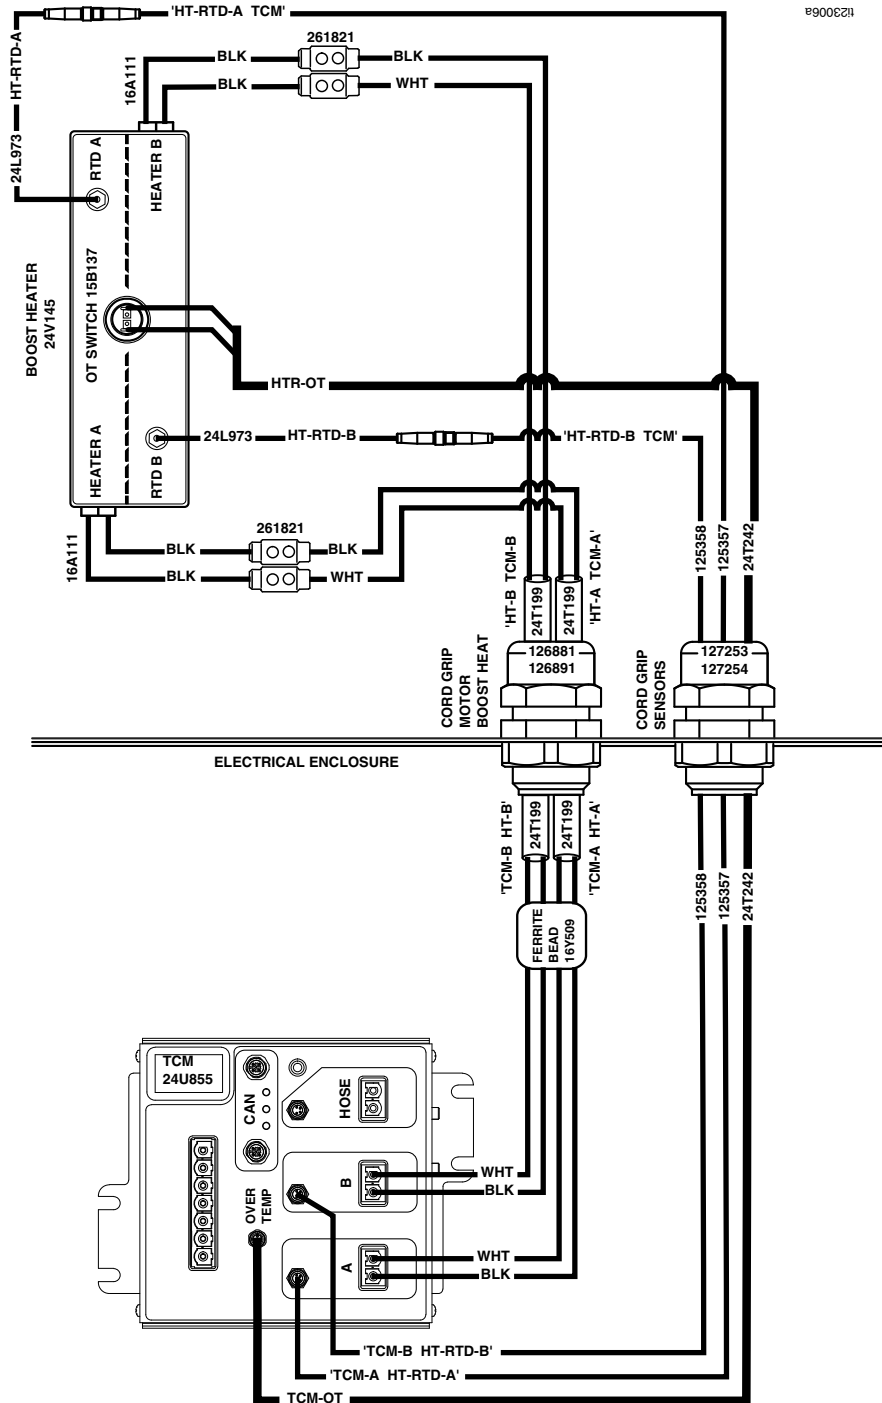 'HT-RTD-A TCM'
ti23006a
HT-RTD-A
24L973
16A111
BLK
261821
BLK
BLK
WHT
RTD A
HEATER B
BOOST HEATER
24V145
OT SWITCH 15B137
HTR-OT
HEATER A
RTD B
24L973
HT-RTD-B
'HT-RTD-B TCM'
16A111
BLK
261821
BLK
BLK
WHT
'HT-B TCM-B
24T199
24T199
'HT-A TCM-A'
125358
125357
24T242
CORD GRIP
MOTOR
BOOST HEAT
126881
126891
CORD GRIP
SENSORS
127253
127254
ELECTRICAL ENCLOSURE
'TCM-B HT-B'
24T199
24T199
'TCM-A HT-A'
125358
125357
24T242
FERRITE
BEAD
16Y509
TCM
24U855
CAN
HOSE
B
WHT
BLK
OVER
TEMP
A
WHT
BLK
'TCM-B HT-RTD-B'
'TCM-A HT-RTD-A'
TCM-OT